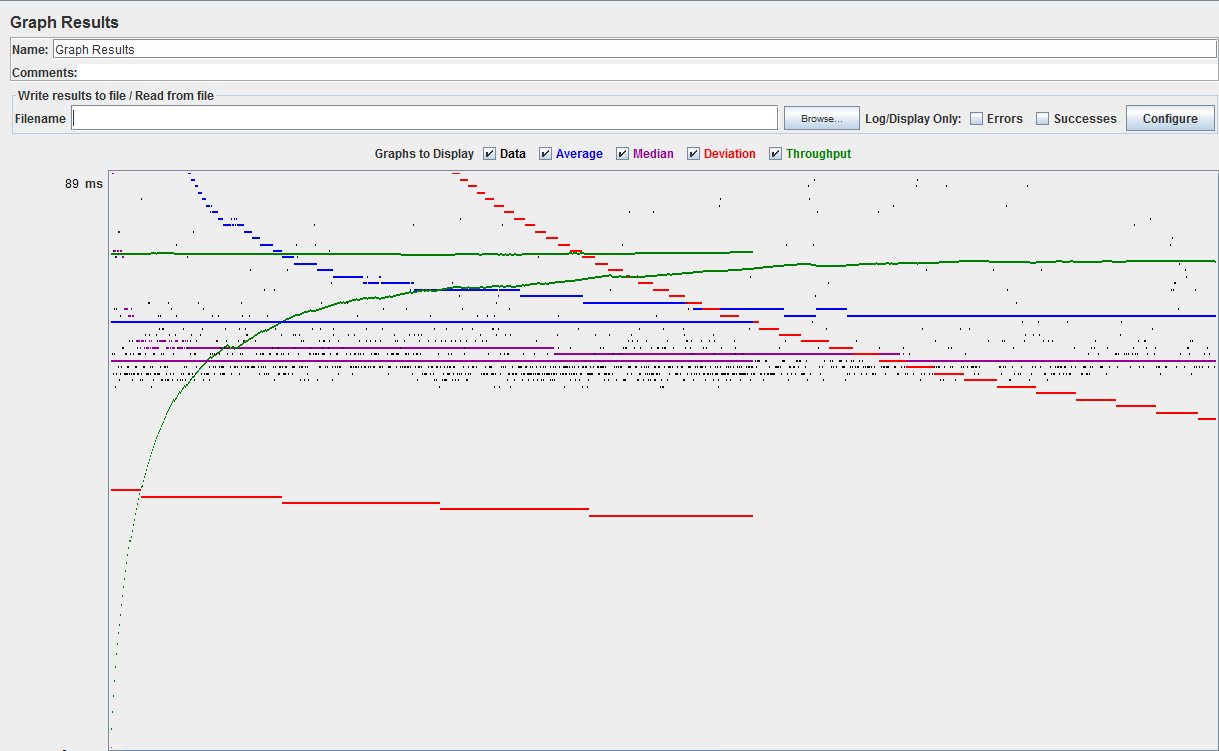 Graph Results
Name: Graph Results
Comments:
Write results to file / Read from file
Filename Browse... Log/Display Only: Errors Successes Configure
Graphs to Display Data Average Median Deviation Throughput
89 ms